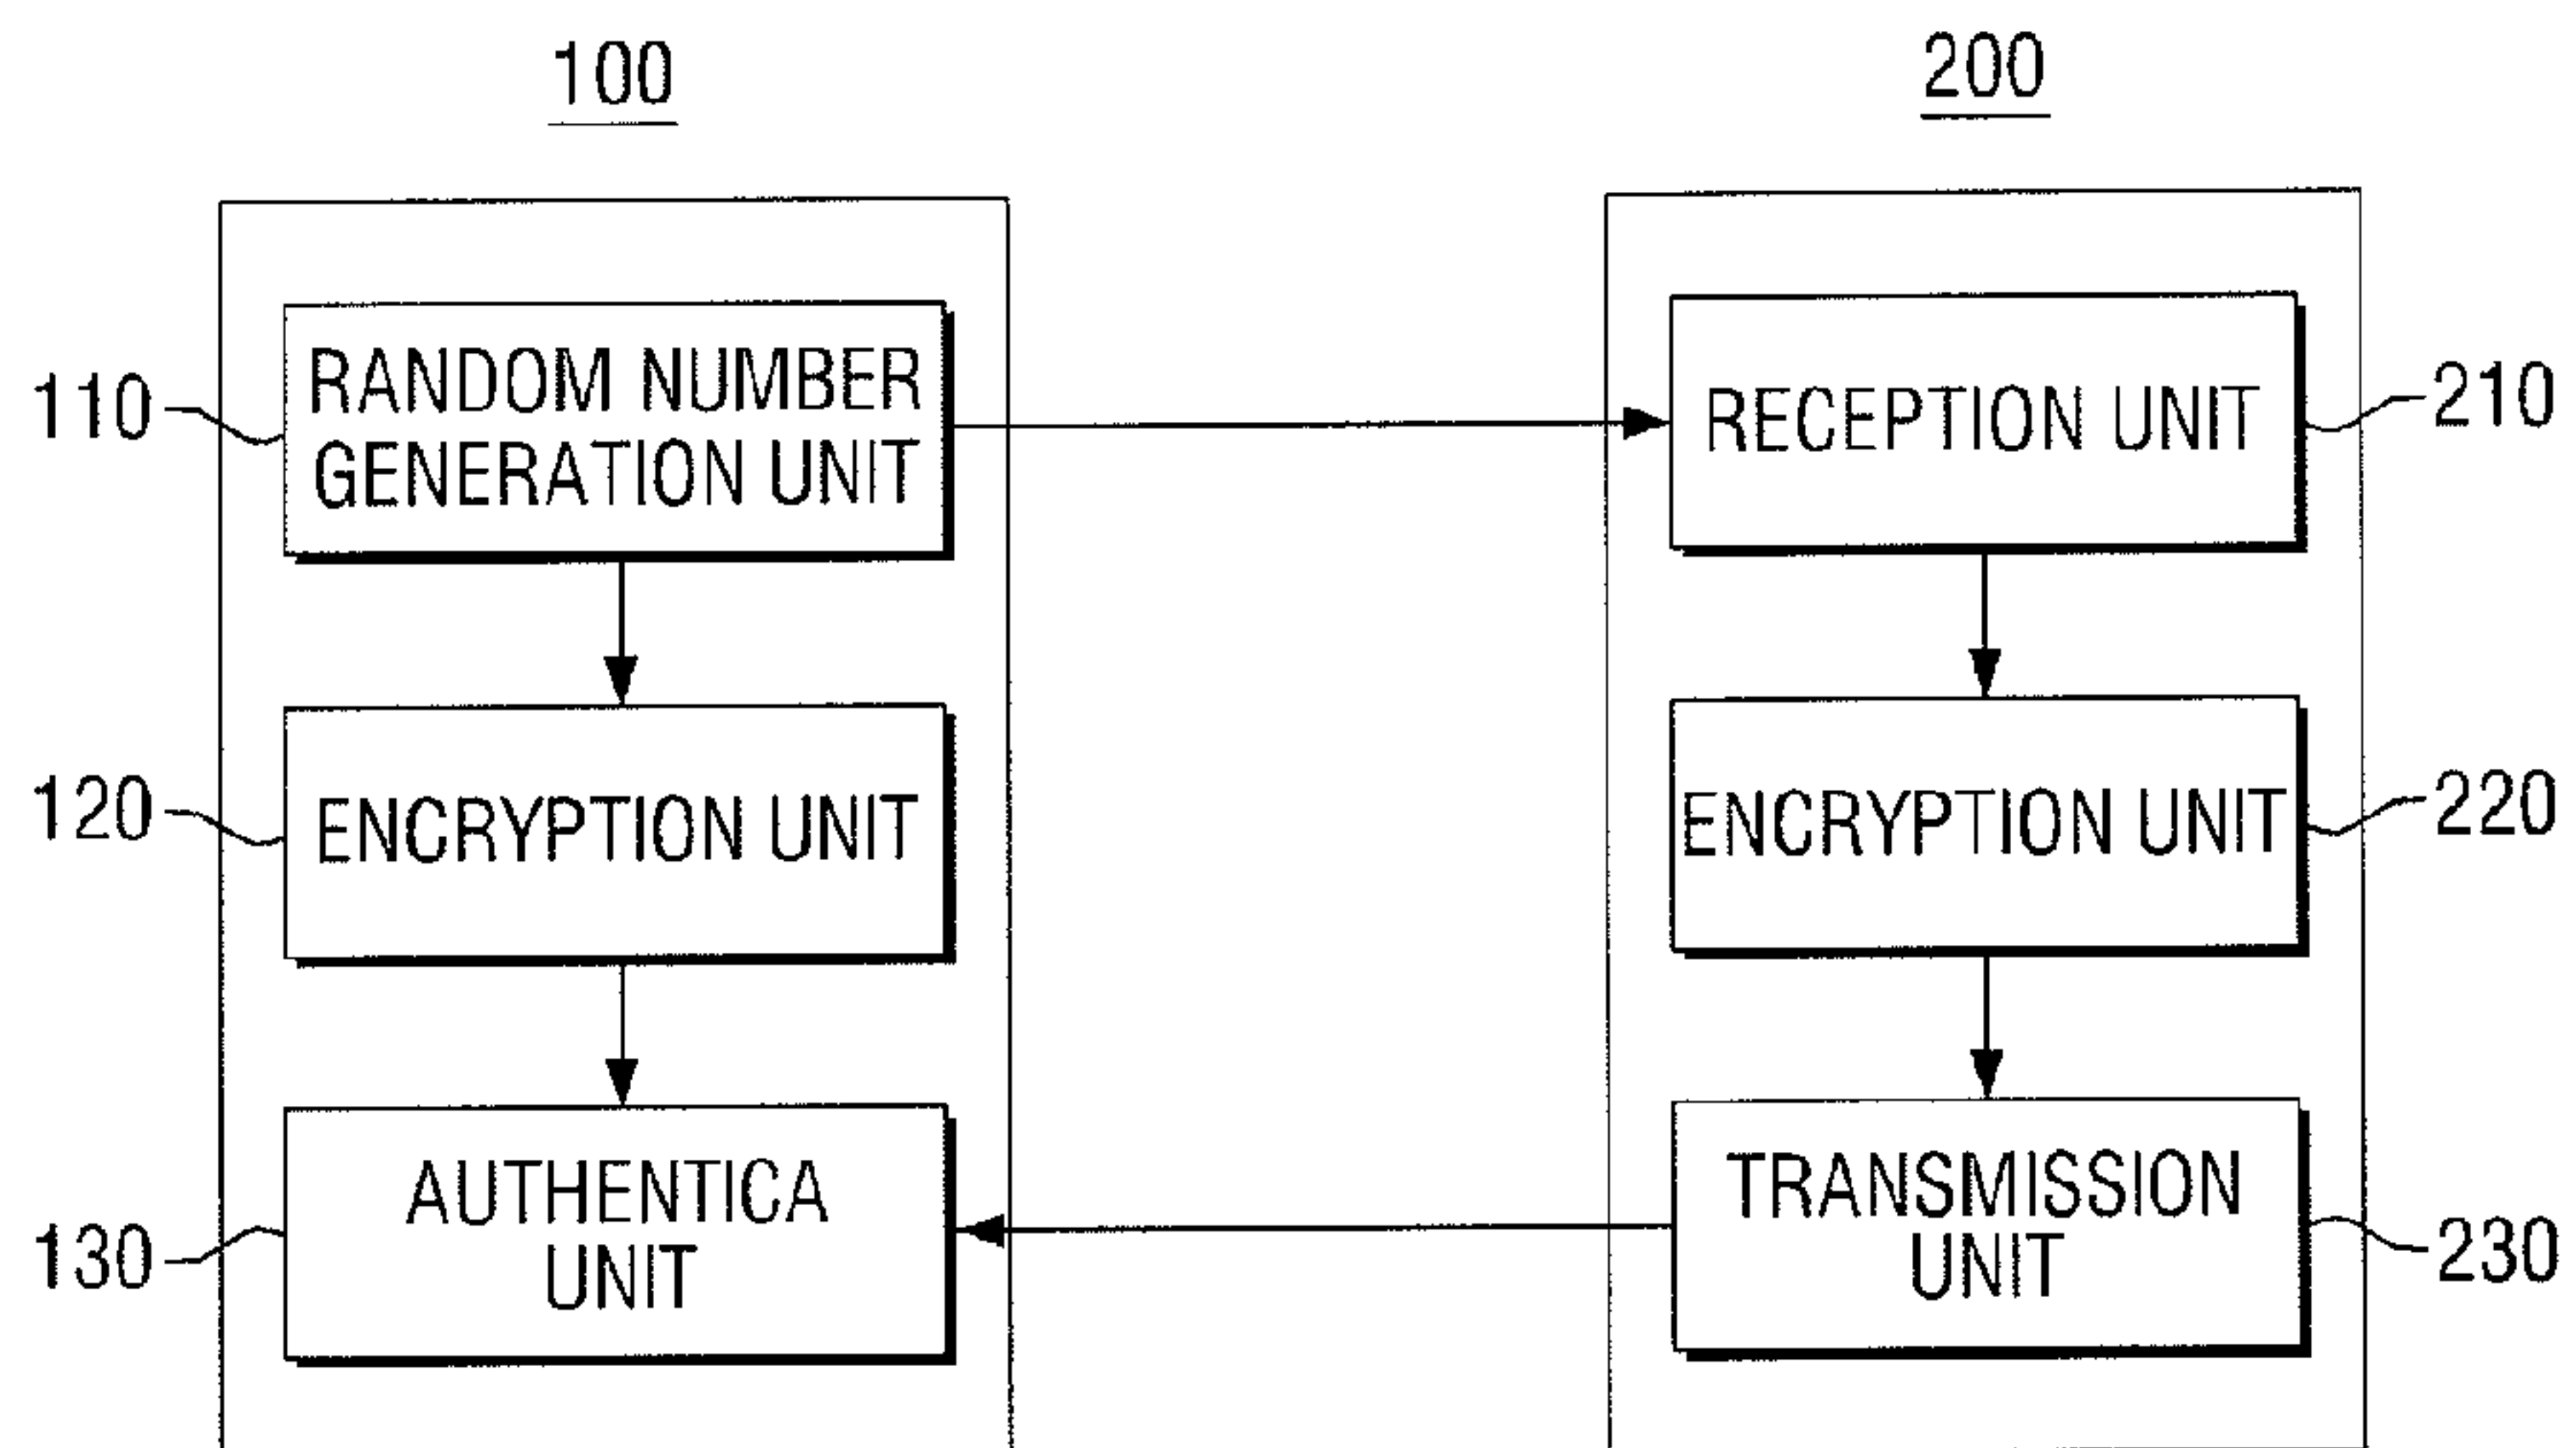 100
200
110
RANDOM NUMBER
GENERATION UNIT
RECEPTION UNIT
210
120
ENCRYPTION UNIT
ENCRYPTION UNIT
220
130
AUTHENTICA
UNIT
TRANSMISSION
UNIT
230